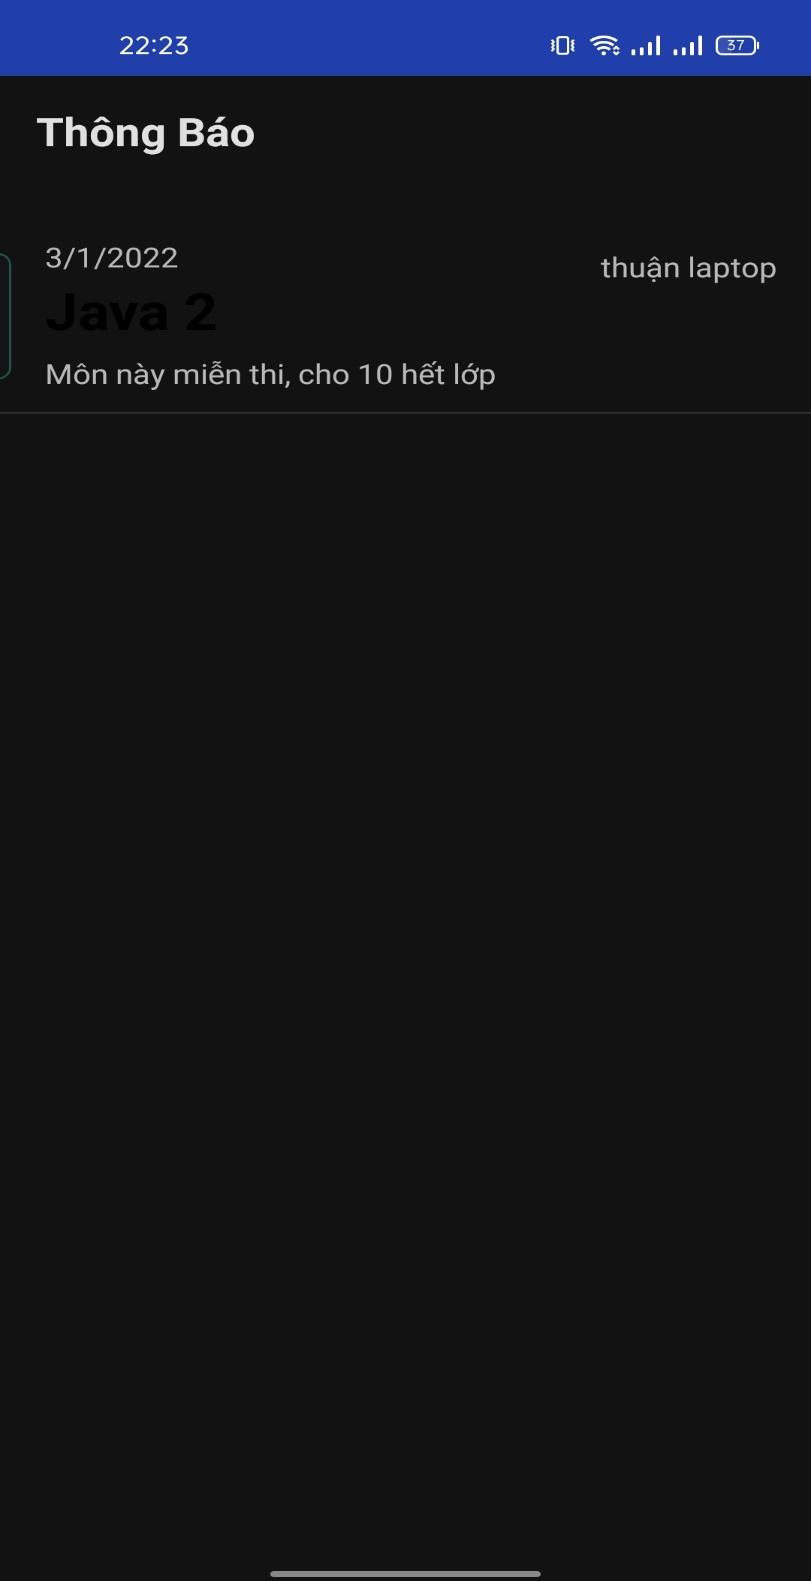 22:23
37
Thông Báo
3/1/2022
thuận laptop
Java 2
Môn này miễn thi, cho 10 hết lớp